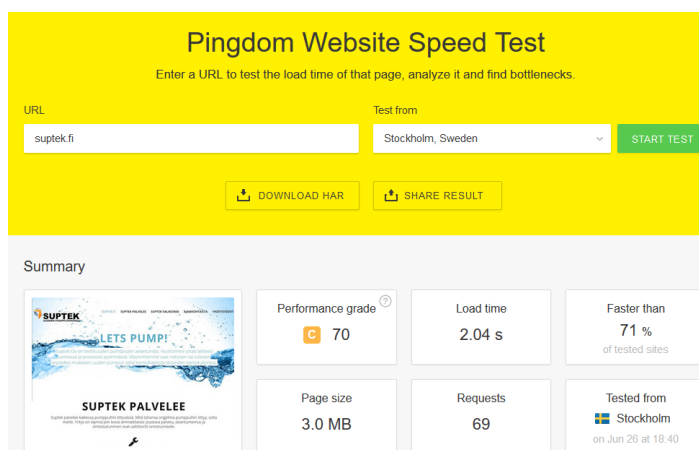 Pingdom Website Speed Test
Enter a URL to test the load time of that page, analyze it and find bottlenecks.
URL
Test from
suptek.fi
Stockholm, Sweden
START TEST
DOWNLOAD HAR
SHARE RESULT
Summary
SUPTEK
LETS PUMP!
SUPTEK PALVELEE
Performance grade ?
C 70
Load time
2.04 s
Faster than
71 %
of tested sites
Page size
3.0 MB
Requests
69
Tested from
Stockholm
on Jun 26 at 18:40